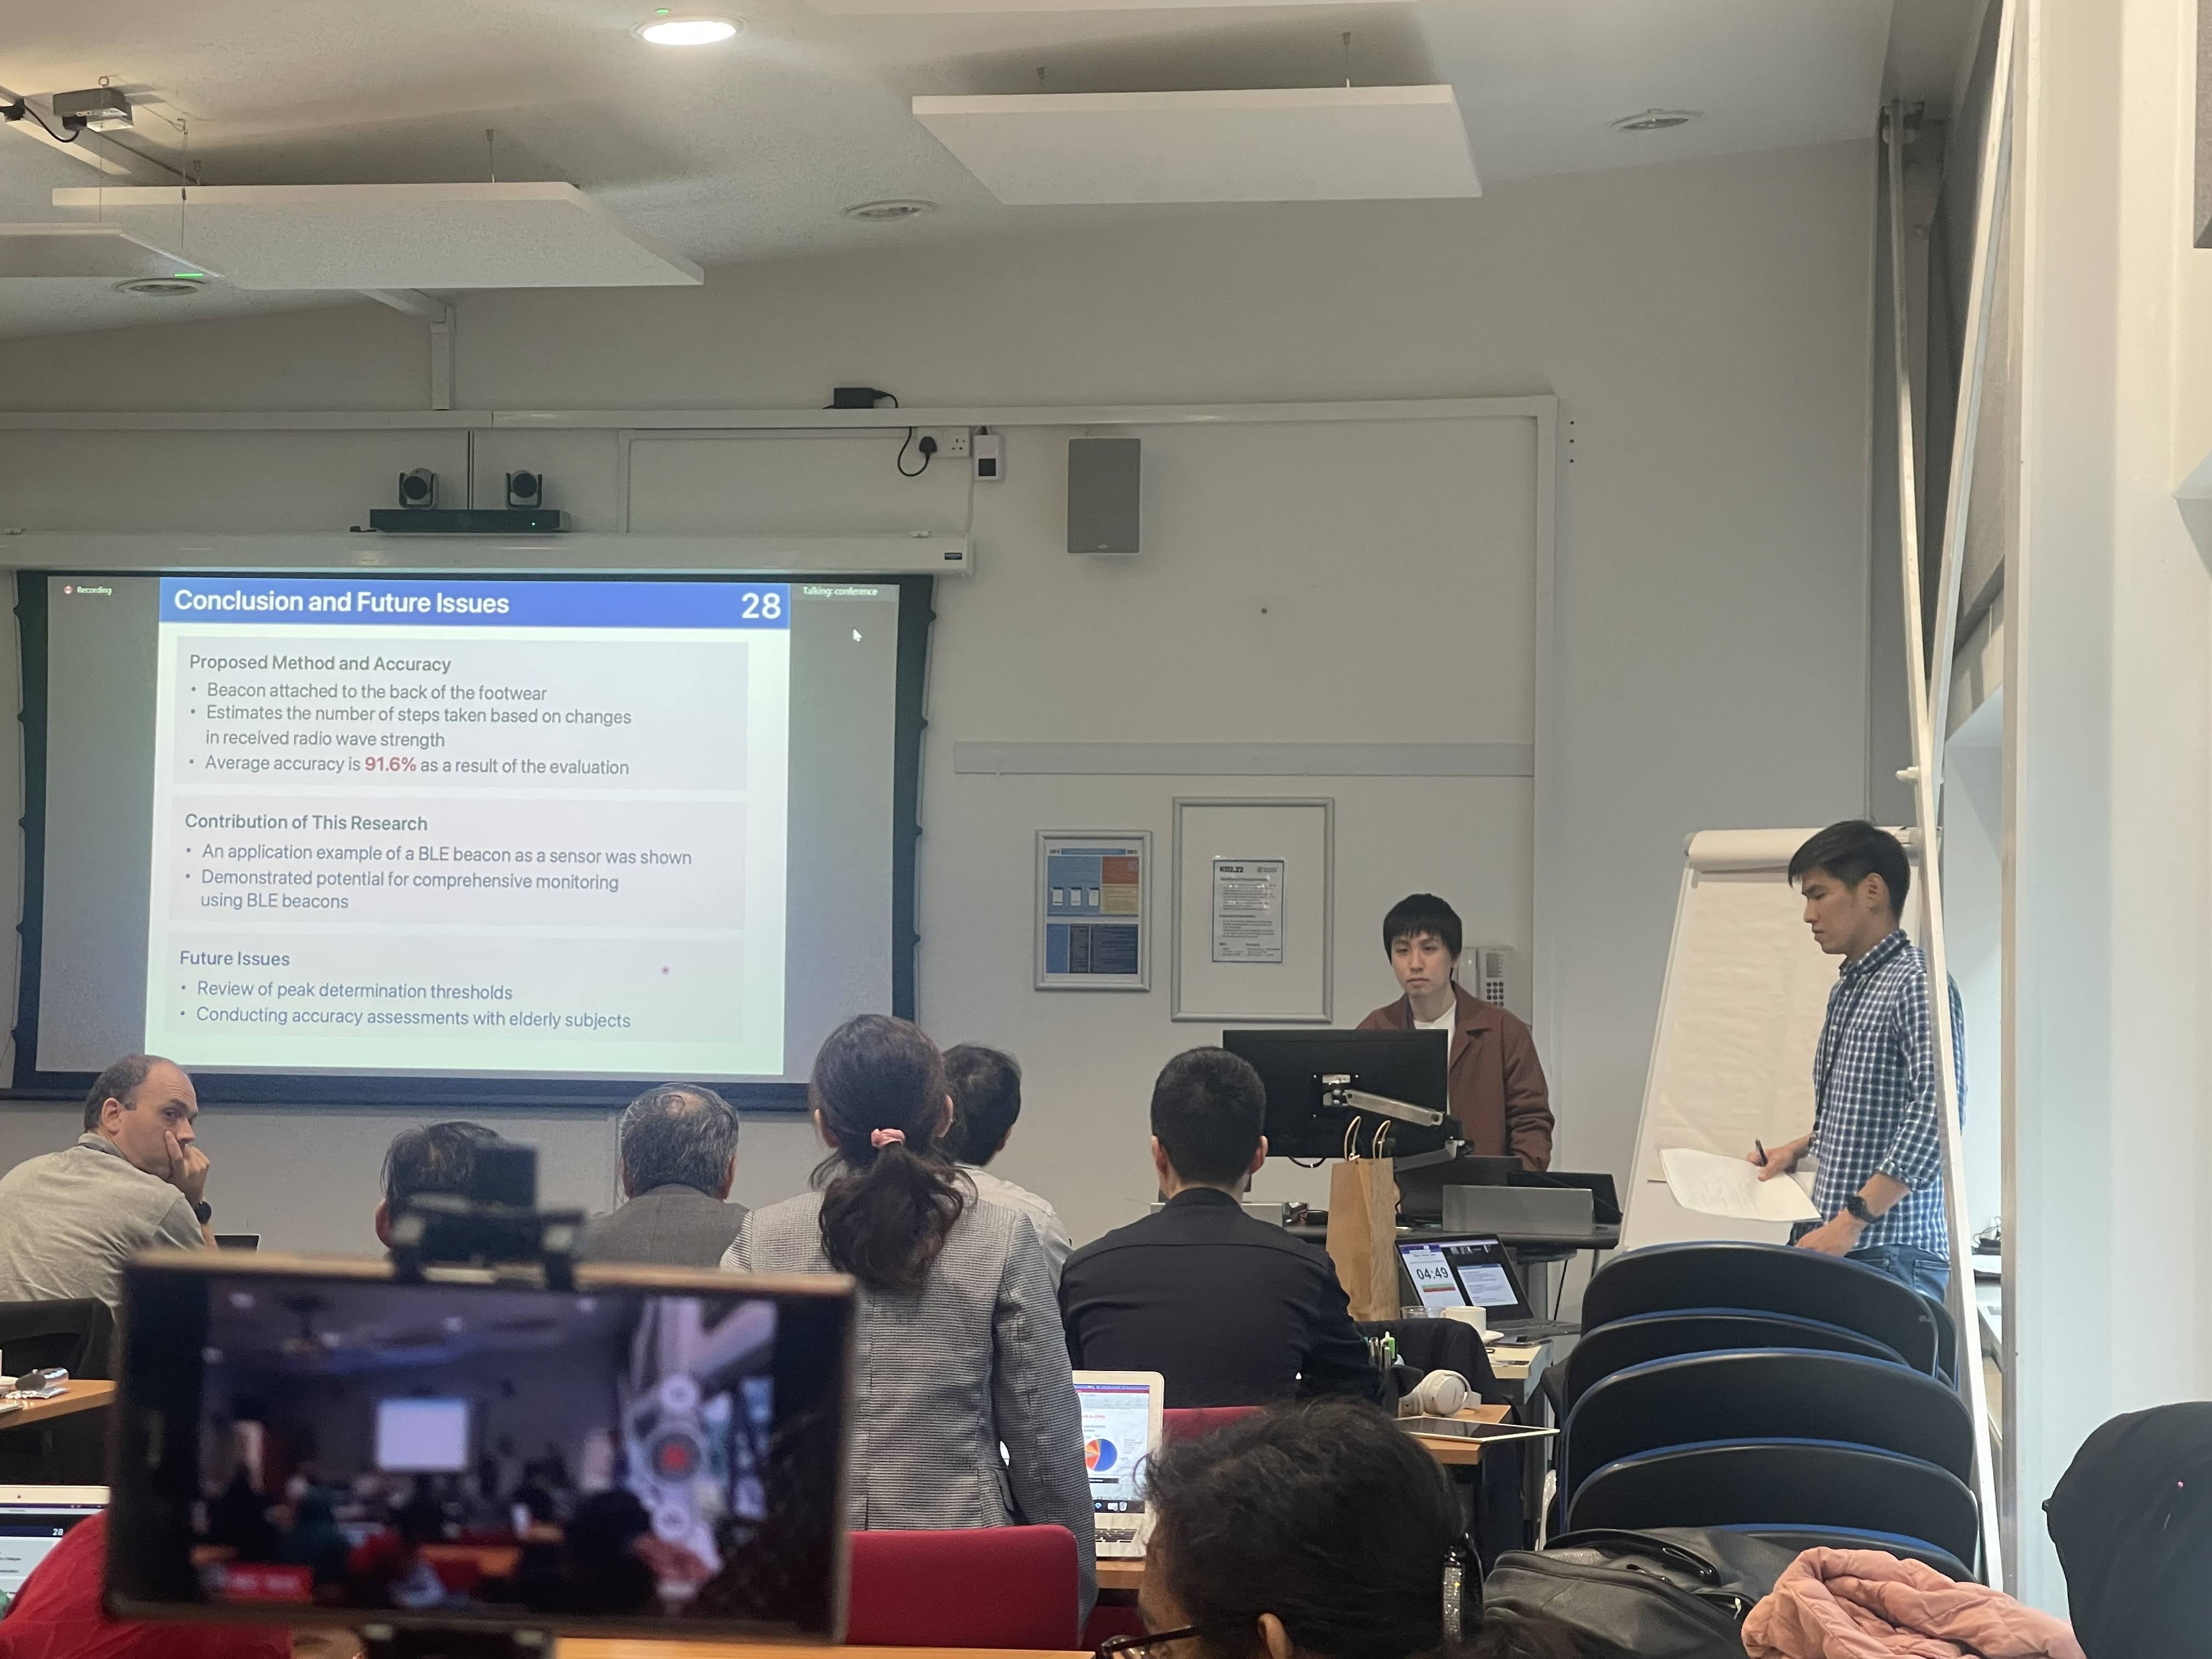 Recording
Talking: conference
Conclusion and Future Issues
28
Proposed Method and Accuracy
• Beacon attached to the back of the footwear
• Estimates the number of steps taken based on changes
in received radio wave strength
• Average accuracy is 91.6% as a result of the evaluation
Contribution of This Research
• An application example of a BLE beacon as a sensor was shown
• Demonstrated potential for comprehensive monitoring
using BLE beacons
Future Issues
• Review of peak determination thresholds
• Conducting accuracy assessments with elderly subjects
K02.22
04:49
28